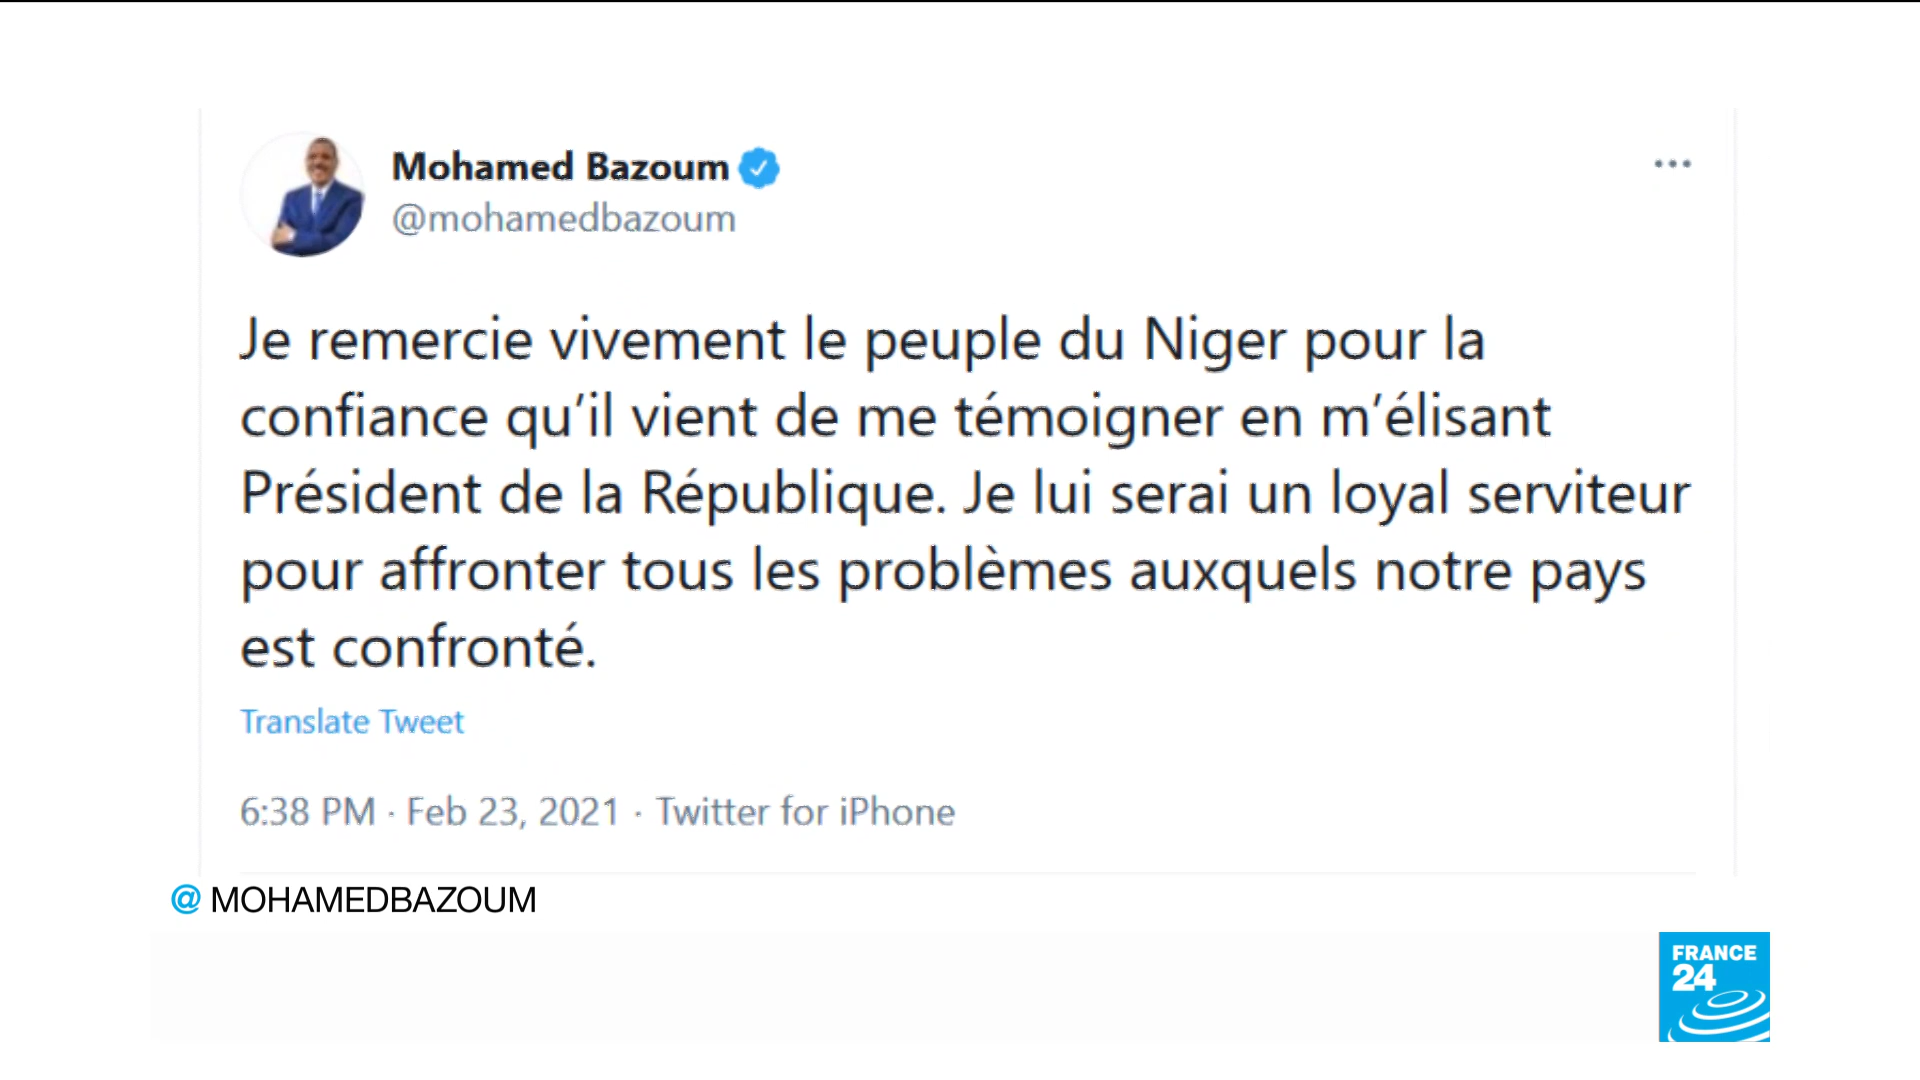 Mohamed Bazoum
@mohamedbazoum
Je remercie vivement le peuple du Niger pour la
confiance qu’il vient de me témoigner en m’élisant
Président de la République. Je lui serai un loyal serviteur
pour affronter tous les problèmes auxquels notre pays
est confronté.
Translate Tweet
6:38 PM · Feb 23, 2021 · Twitter for iPhone
@ MOHAMEDBAZOUM
FRANCE
24